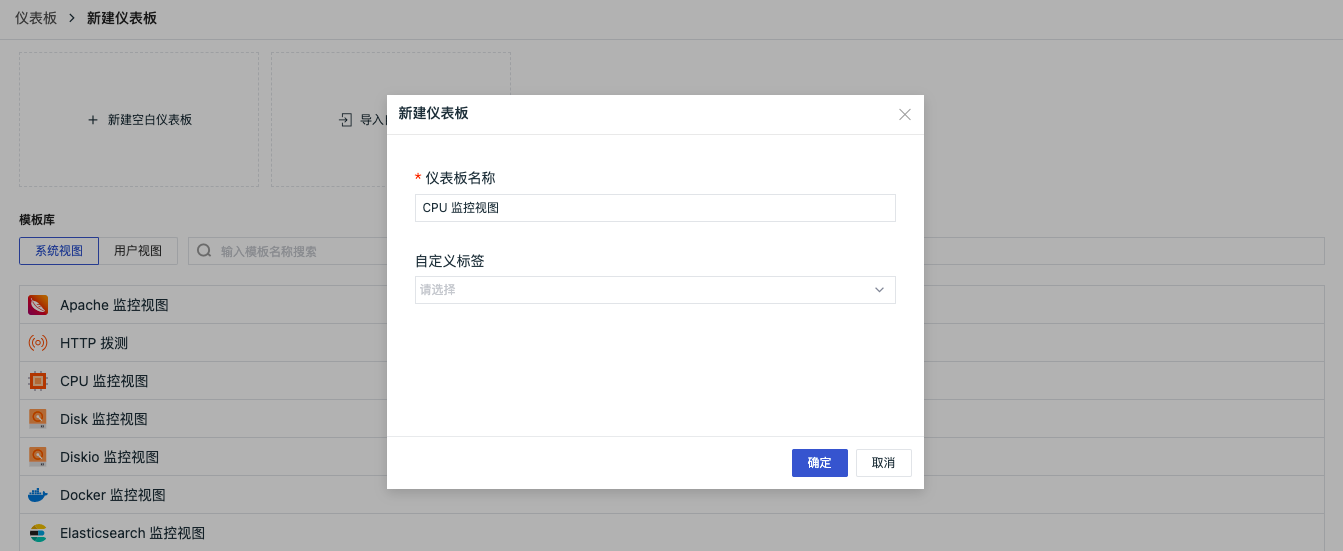 仪表板 > 新建仪表板
+ 新建空白仪表板
导入
新建仪表板
* 仪表板名称
CPU 监控视图
自定义标签
请选择
确定 取消
模板库
系统视图 用户视图 输入模板名称搜索
Apache 监控视图
HTTP 拨测
CPU 监控视图
Disk 监控视图
Diskio 监控视图
Docker 监控视图
Elasticsearch 监控视图